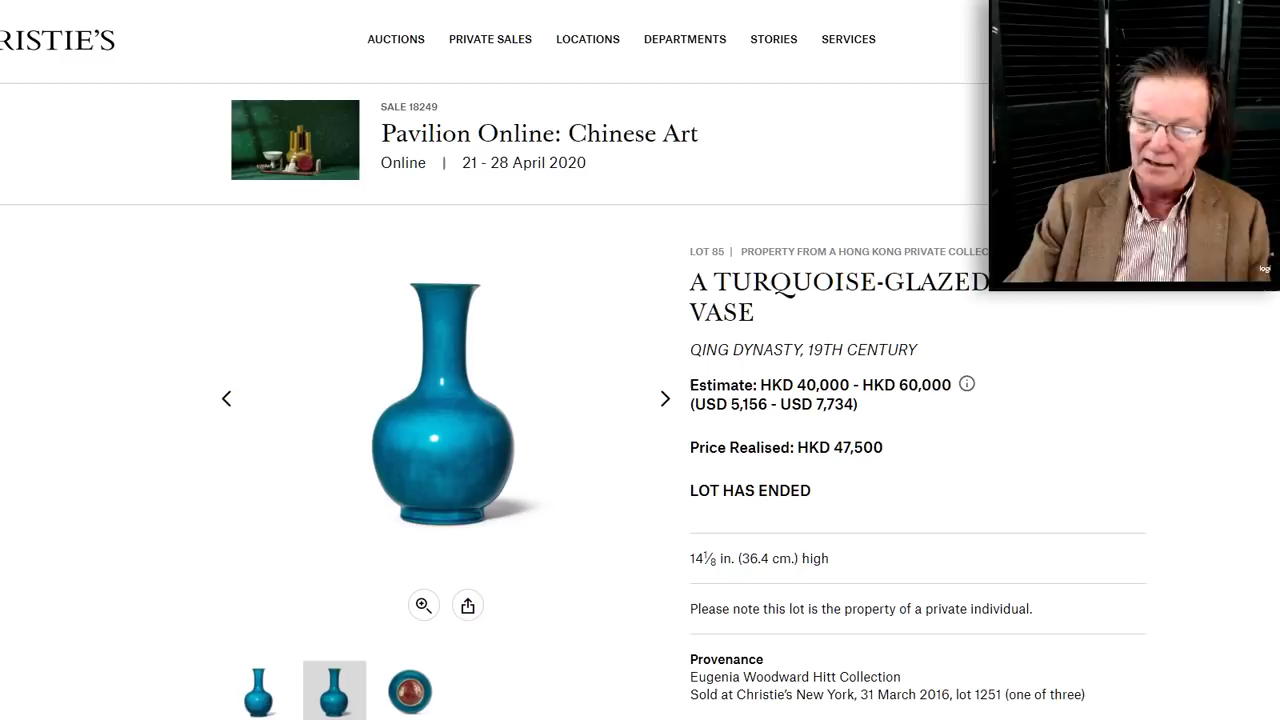 RISTIE'S
AUCTIONS PRIVATE SALES LOCATIONS DEPARTMENTS STORIES SERVICES
SALE 18249
Pavilion Online: Chinese Art
Online | 21 - 28 April 2020
LOT 85 | PROPERTY FROM A HONG KONG PRIVATE COLLEC
A TURQUOISE-GLAZED
VASE
QING DYNASTY, 19TH CENTURY
Estimate: HKD 40,000 - HKD 60,000
(USD 5,156 - USD 7,734)
Price Realised: HKD 47,500
LOT HAS ENDED
14⅛ in. (36.4 cm.) high
Please note this lot is the property of a private individual.
Provenance
Eugenia Woodward Hitt Collection
Sold at Christie's New York, 31 March 2016, lot 1251 (one of three)
logi